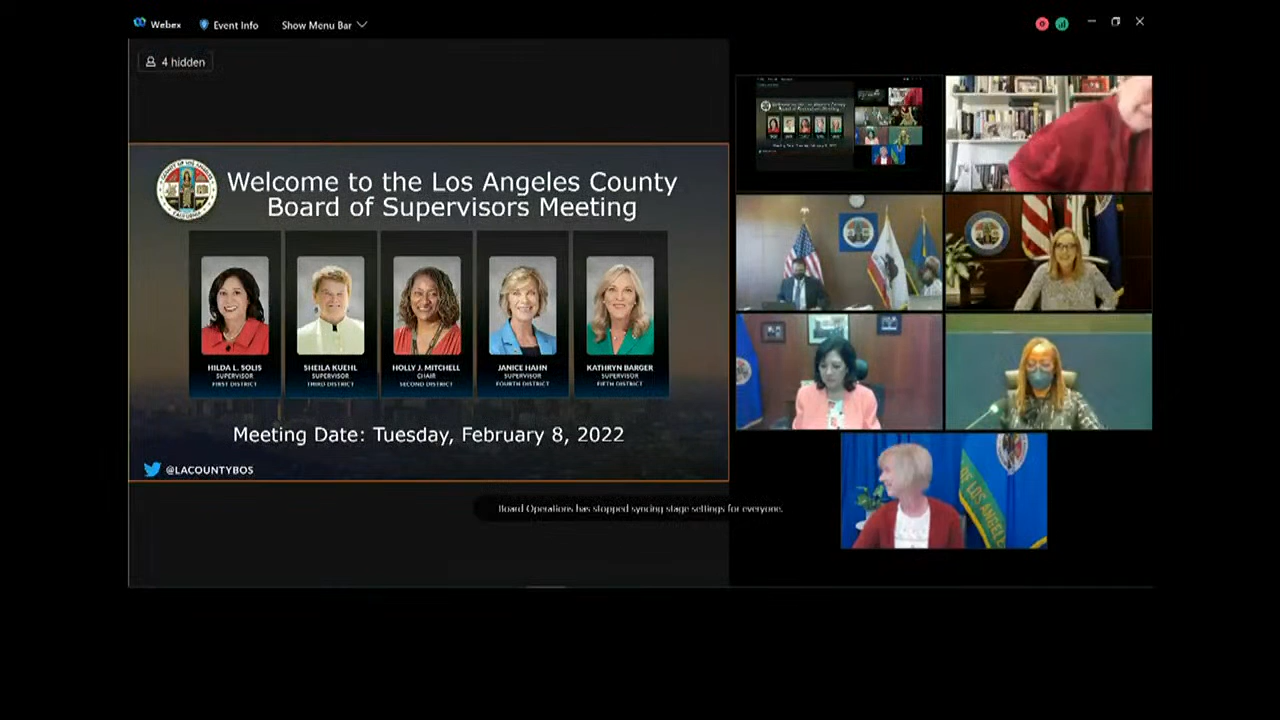 Webex
Event Info
Show Menu Bar
4 hidden
Welcome to the Los Angeles County
Board of Supervisors Meeting
HILDA L. SOLIS
SUPERVISOR
FIRST DISTRICT
SHEILA KUEHL
SUPERVISOR
THIRD DISTRICT
HOLLY J. MITCHELL
CHAIR
SECOND DISTRICT
JANICE HAHN
SUPERVISOR
FOURTH DISTRICT
KATHRYN BARGER
SUPERVISOR
FIFTH DISTRICT
Meeting Date: Tuesday, February 8, 2022
@LACOUNTYBOS
Board Operations has stopped syncing stage settings for everyone.